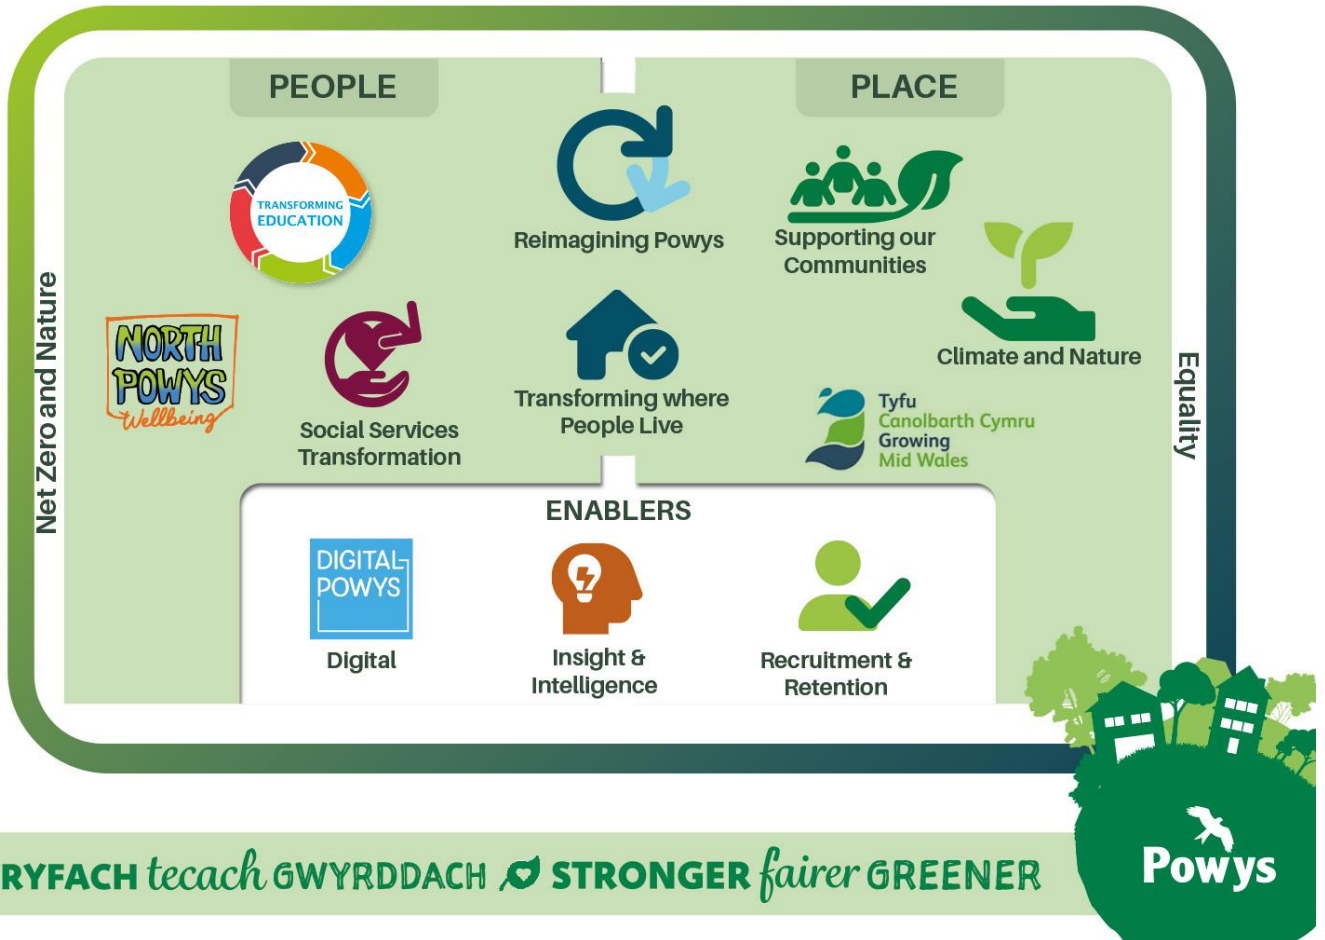 PEOPLE
PLACE
TRANSFORMING
EDUCATION
Reimagining Powys
Supporting our
Communities
NORTH
POWYS
Wellbeing
Social Services
Transformation
Transforming where
People Live
Climate and Nature
Tyfu
Canolbarth Cymru
Growing
Mid Wales
Net Zero and Nature
Equality
ENABLERS
DIGITAL
POWYS
Digital
Insight &
Intelligence
Recruitment &
Retention
RYFACH tecach GWYRDDACH STRONGER fairer GREENER
Powys